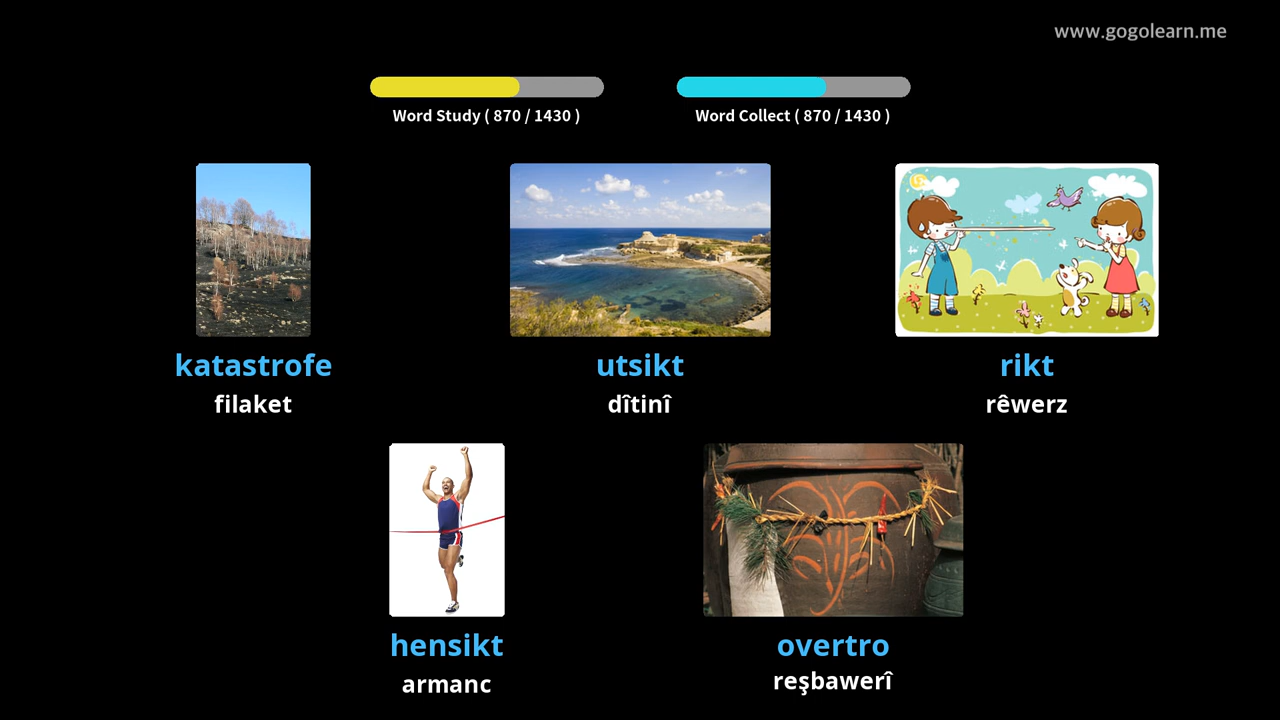 www.gogolearn.me
Word Study ( 870 / 1430 )
Word Collect ( 870 / 1430 )
katastrofe
filaket
utsikt
dîtinî
rikt
rêwerz
hensikt
armanc
overtro
reşbawerî